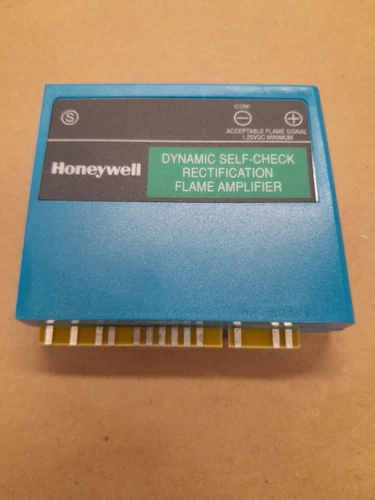 (COM)
S
− +
ACCEPTABLE FLAME SIGNAL
1.25VDC MINIMUM
Honeywell
DYNAMIC SELF-CHECK
RECTIFICATION
FLAME AMPLIFIER